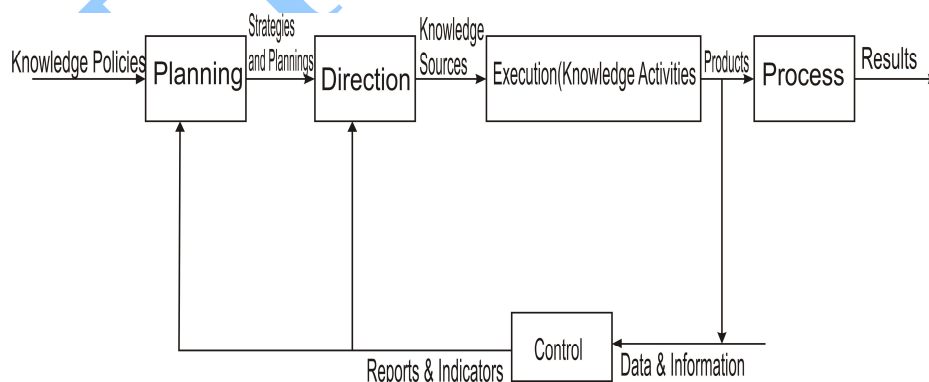 Knowledge Policies
Planning
Strategies
and Plannings
Direction
Knowledge
Sources
Execution(Knowledge Activities
Products
Process
Results
Control
Data & Information
Reports & Indicators